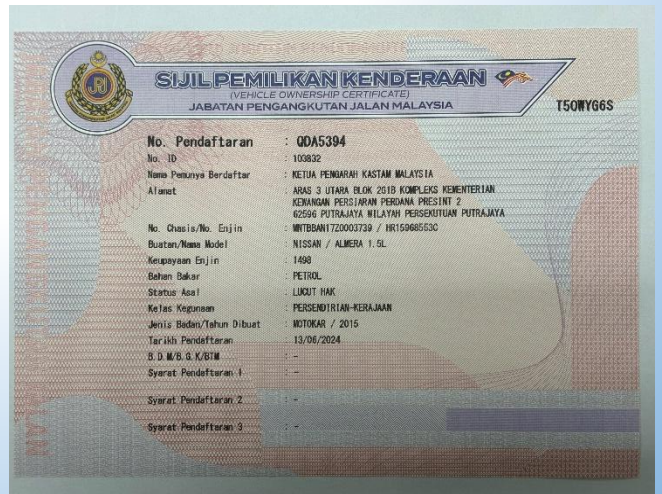 SIJIL PEMILIKAN KENDERAAN
(VEHICLE OWNERSHIP CERTIFICATE)
JABATAN PENGANGKUTAN JALAN MALAYSIA
T50WYG6S
No. Pendaftaran : QDA5394
No. ID : 103832
Nama Pemunya Berdaftar : KETUA PENGARAH KASTAM MALAYSIA
Alamat : ARAS 3 UTARA BLOK 2G1B KOMPLEKS KEMENTERIAN
KEWANGAN PERSIARAN PERDANA PRESINT 2
62596 PUTRAJAYA WILAYAH PERSEKUTUAN PUTRAJAYA
No. Chasis/No. Enjin : MNTBBAN17Z0003739 / HR15968553C
Buatan/Nama Model : NISSAN / ALMERA 1.5L
Keupayaan Enjin : 1498
Bahan Bakar : PETROL
Status Asal : LUCUT HAK
Kelas Kegunaan : PERSENDIRIAN-KERAJAAN
Jenis Badan/Tahun Dibuat : MOTOKAR / 2015
Tarikh Pendaftaran : 13/06/2024
B.D.M/B.G.K/BTM : -
Syarat Pendaftaran 1 : -
Syarat Pendaftaran 2 : -
Syarat Pendaftaran 3 : -